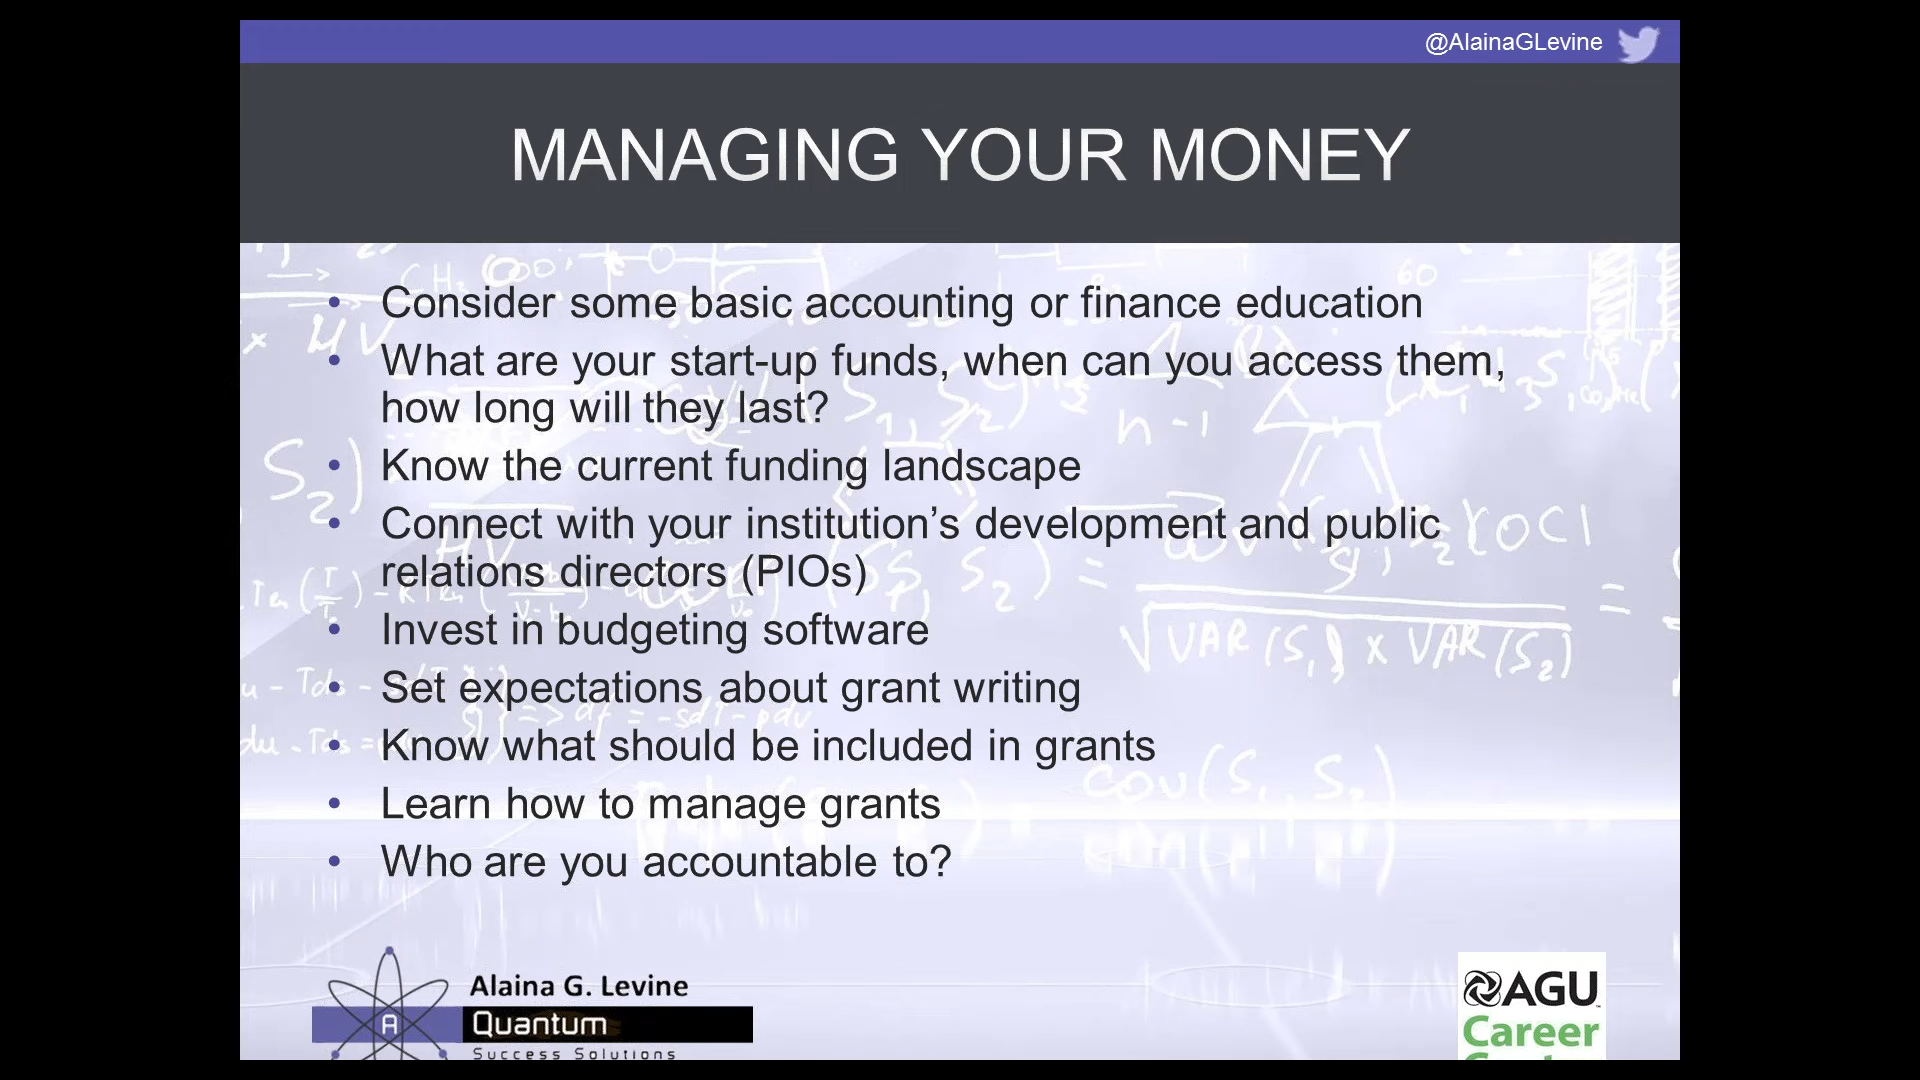 @AlainaGLevine
MANAGING YOUR MONEY
• Consider some basic accounting or finance education
• What are your start-up funds, when can you access them,
how long will they last?
• Know the current funding landscape
• Connect with your institution’s development and public
relations directors (PIOs)
• Invest in budgeting software
• Set expectations about grant writing
• Know what should be included in grants
• Learn how to manage grants
• Who are you accountable to?
Alaina G. Levine
A Quantum
Success Solutions
AGU
Career